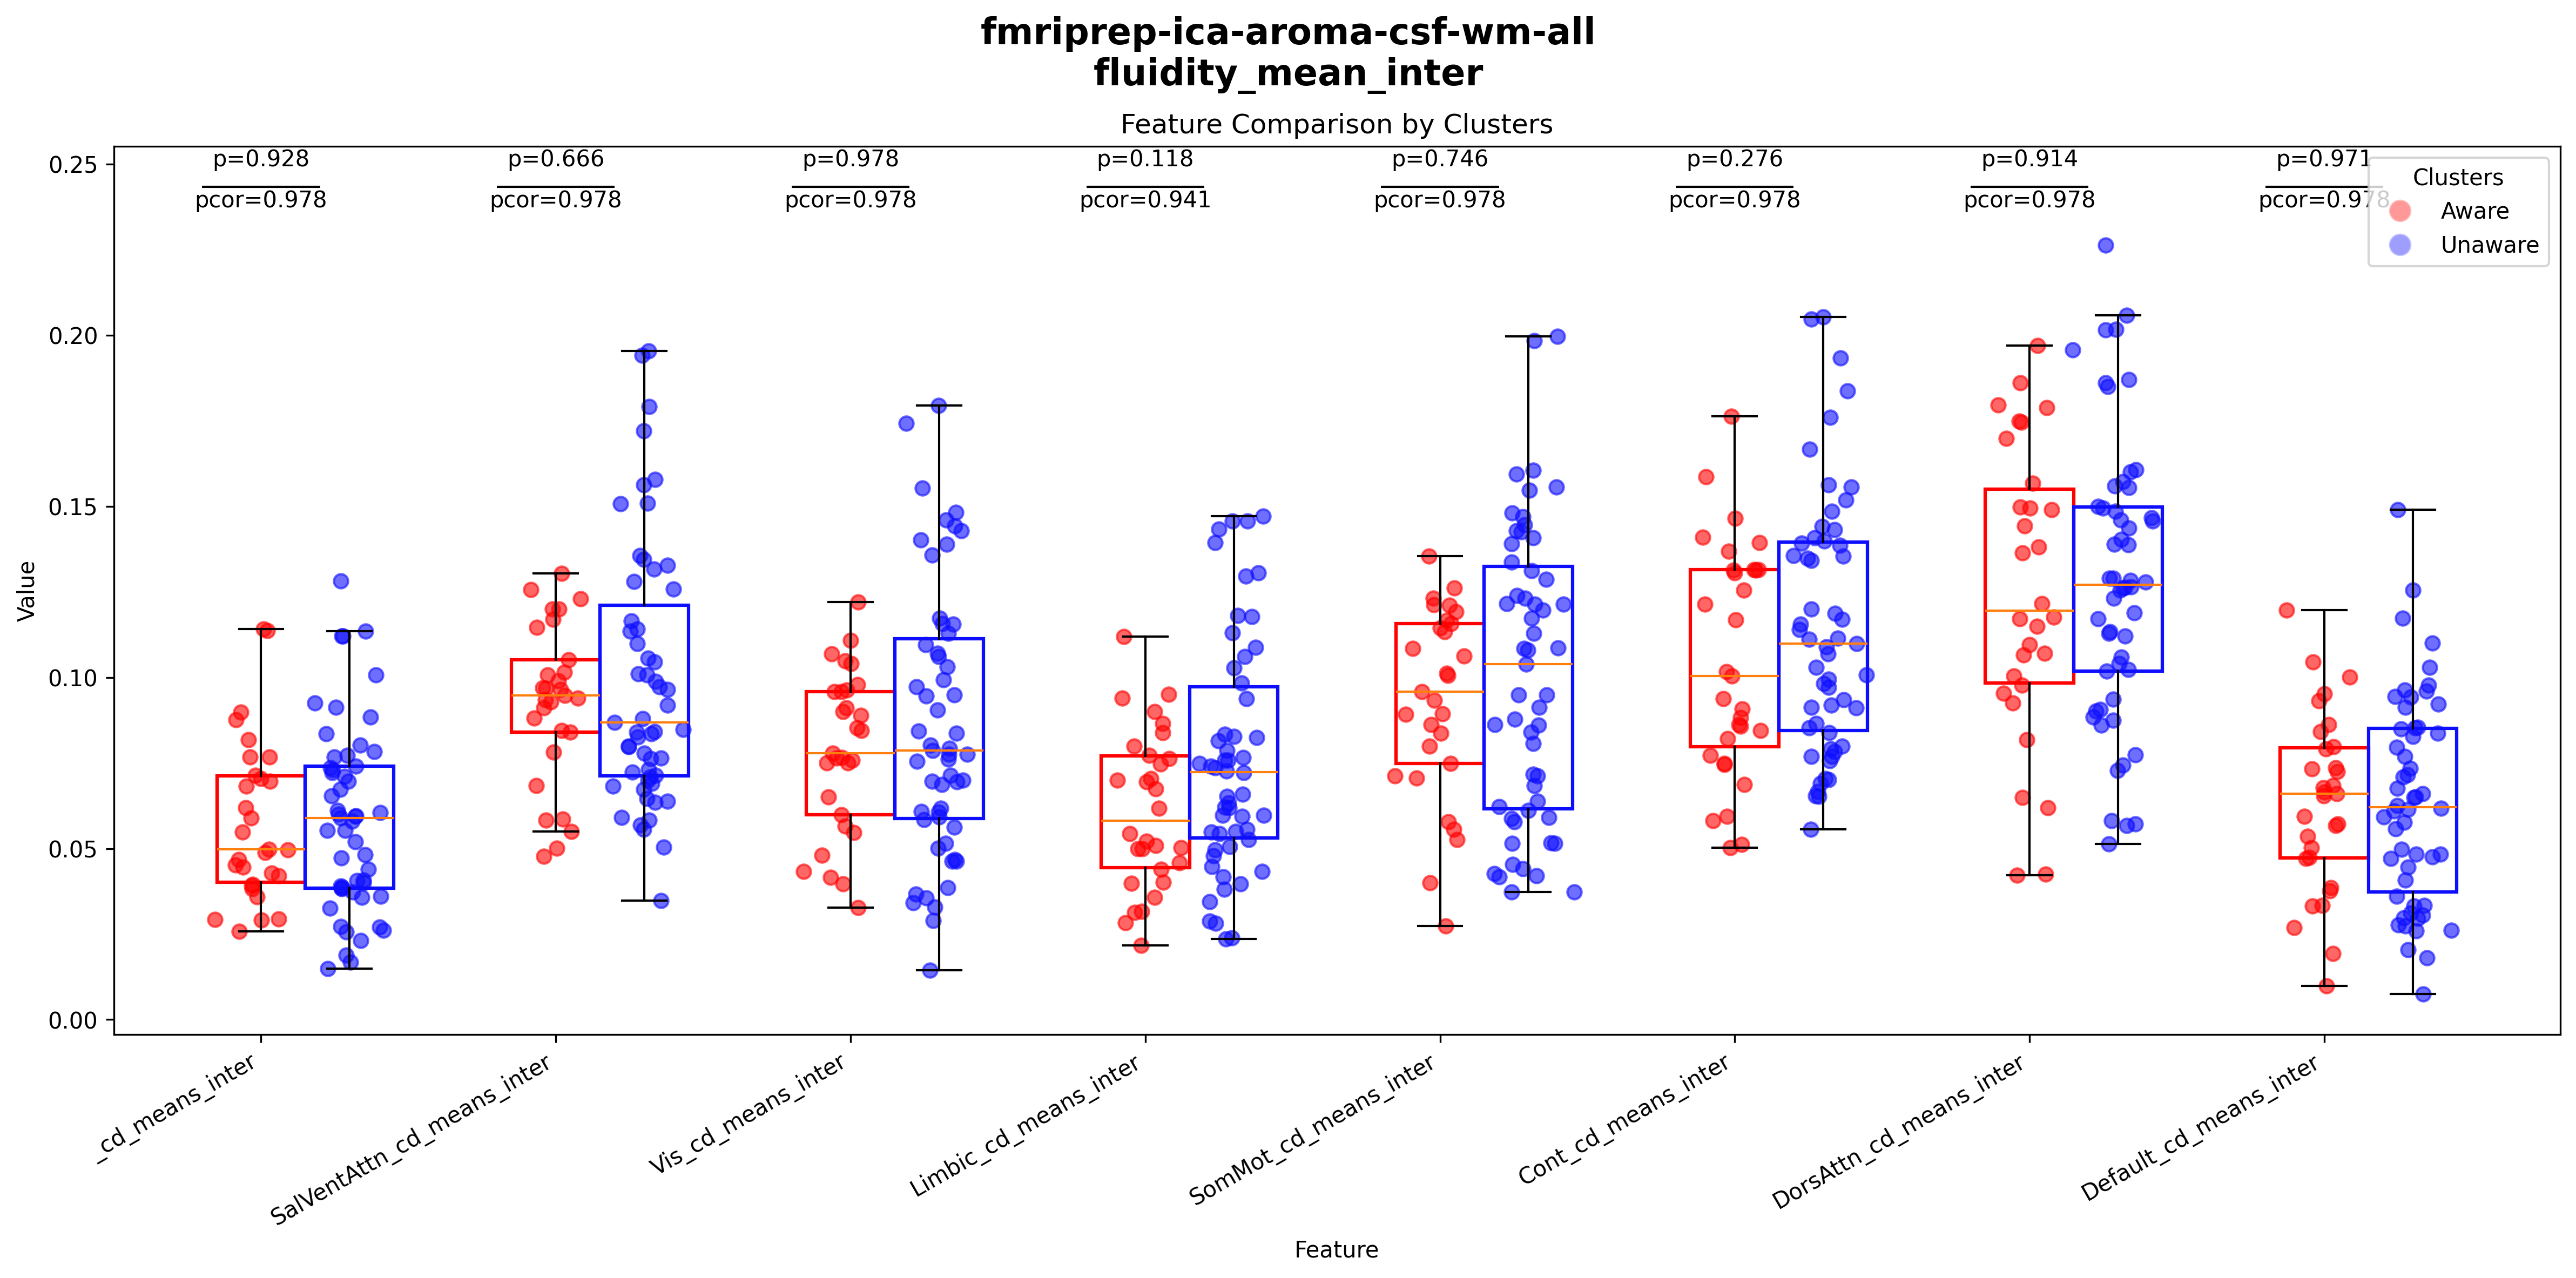 fmriprep-ica-aroma-csf-wm-all
fluidity_mean_inter
Feature Comparison by Clusters
p=0.928 p=0.666 p=0.978 p=0.118 p=0.746 p=0.276 p=0.914 p=0.971
pcor=0.978 pcor=0.978 pcor=0.978 pcor=0.941 pcor=0.978 pcor=0.978 pcor=0.978 pcor=0.978
Clusters
Aware
Unaware
0.25
0.20
0.15
0.10
0.05
0.00
Value
_cd_means_inter
SalVentAttn_cd_means_inter
Vis_cd_means_inter
Limbic_cd_means_inter
SomMot_cd_means_inter
Cont_cd_means_inter
DorsAttn_cd_means_inter
Default_cd_means_inter
Feature